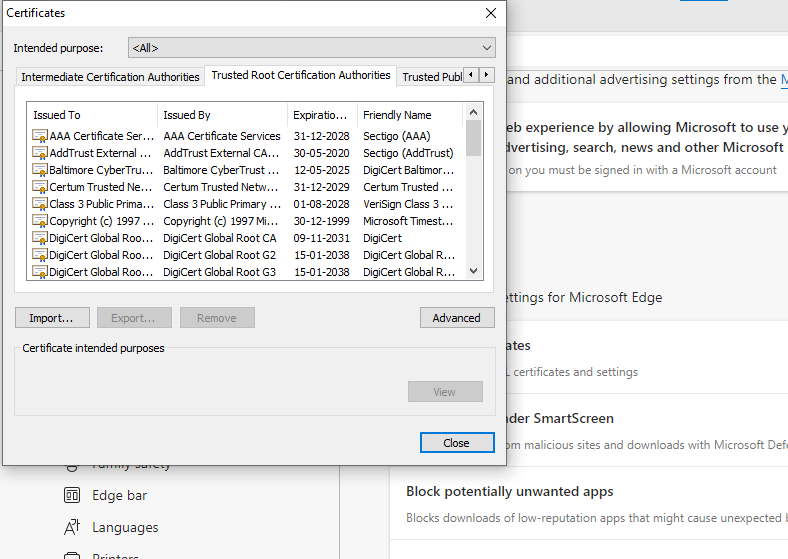 Certificates
Intended purpose: <All>
Intermediate Certification Authorities Trusted Root Certification Authorities Trusted Publ
Issued To Issued By Expiratio... Friendly Name
AAA Certificate Ser... AAA Certificate Services 31-12-2028 Sectigo (AAA)
AddTrust External ... AddTrust External CA... 30-05-2020 Sectigo (AddTrust)
Baltimore CyberTru... Baltimore CyberTrust ... 12-05-2025 DigiCert Baltimor...
Certum Trusted Ne... Certum Trusted Netw... 31-12-2029 Certum Trusted ...
Class 3 Public Prima... Class 3 Public Primary ... 01-08-2028 VeriSign Class 3 ...
Copyright (c) 1997 ... Copyright (c) 1997 Mi... 30-12-1999 Microsoft Timest...
DigiCert Global Roo... DigiCert Global Root CA 09-11-2031 DigiCert
DigiCert Global Roo... DigiCert Global Root G2 15-01-2038 DigiCert Global R...
DigiCert Global Roo... DigiCert Global Root G3 15-01-2038 DigiCert Global R...
Import... Export... Remove Advanced
Certificate intended purposes
View
Close
and additional advertising settings from the M
eb experience by allowing Microsoft to use y
dvertising, search, news and other Microsoft
on you must be signed in with a Microsoft account
ettings for Microsoft Edge
ates
certificates and settings
nder SmartScreen
om malicious sites and downloads with Microsoft Defe
Family safety
Edge bar
Languages
Printers
Block potentially unwanted apps
Blocks downloads of low-reputation apps that might cause unexpected b